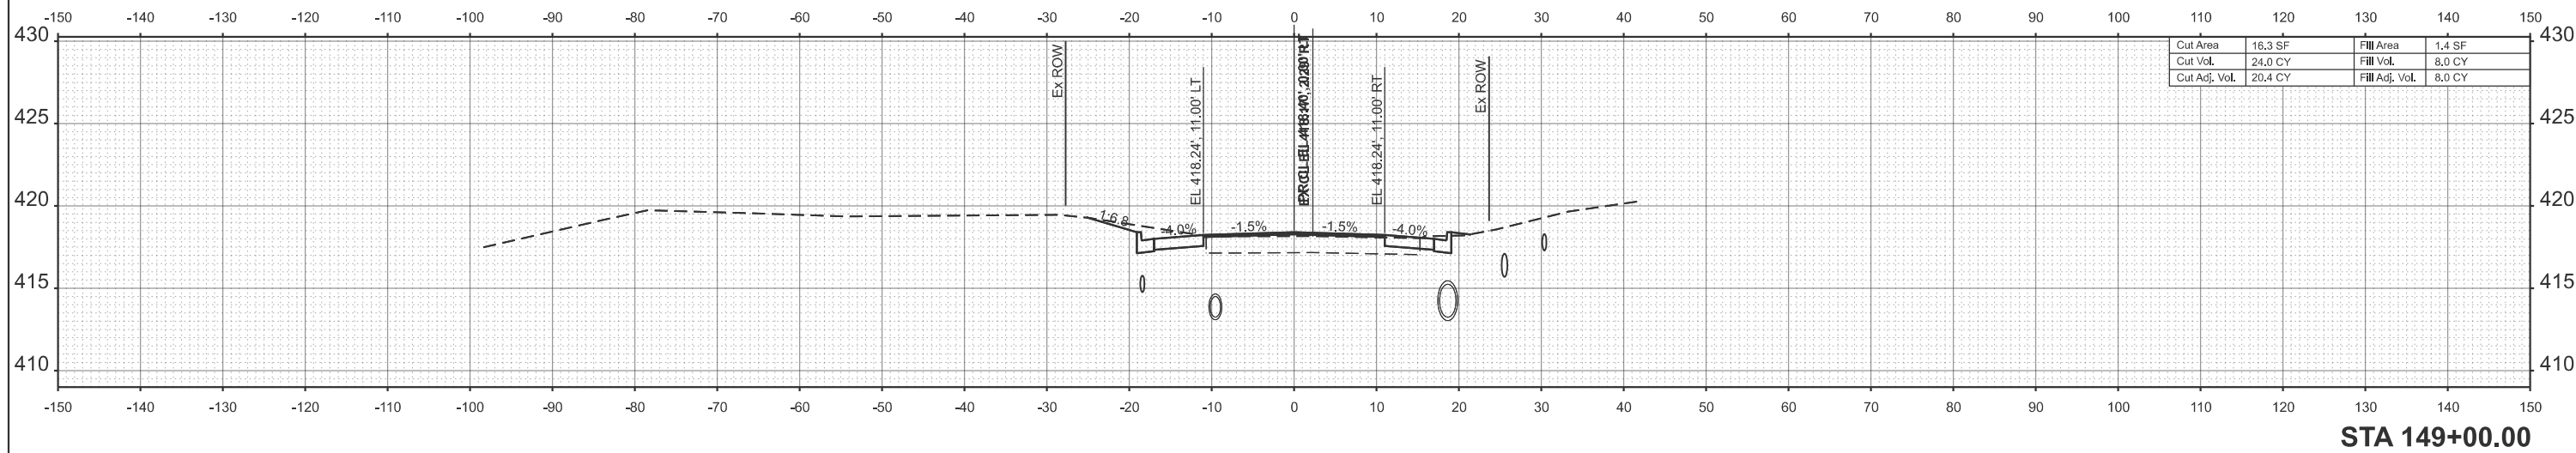 -150 -140 -130 -120 -110 -100 -90 -80 -70 -60 -50 -40 -30 -20 -10 0 10 20 30 40 50 60 70 80 90 100 110 120 130 140 150
430 430
Cut Area 16.3 SF Fill Area 1.4 SF
Cut Vol. 24.0 CY Fill Vol. 8.0 CY
Cut Adj. Vol. 20.4 CY Fill Adj. Vol. 8.0 CY
Ex ROW
EL 418.24', 11.00' LT
EL 418.24', 11.00' RT
Ex ROW
425 425
420 420
1:6.8 -4.0% -1.5% -1.5% -4.0%
415 415
410 410
-150 -140 -130 -120 -110 -100 -90 -80 -70 -60 -50 -40 -30 -20 -10 0 10 20 30 40 50 60 70 80 90 100 110 120 130 140 150
STA 149+00.00